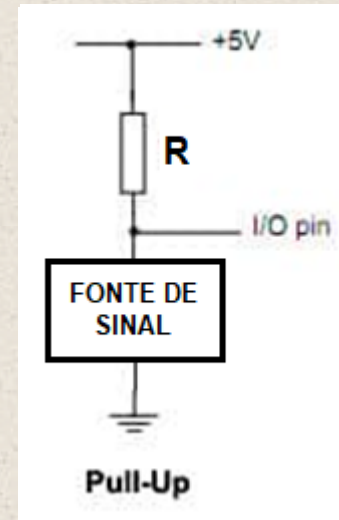 +5V
R
I/O pin
FONTE DE
SINAL
Pull-Up